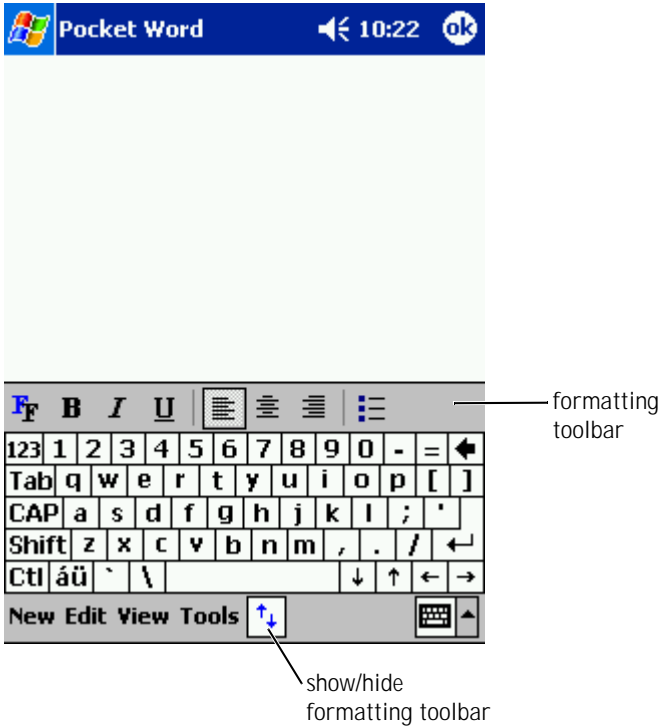 Pocket Word 10:22 ok
FF B I U
formatting
toolbar
123 1 2 3 4 5 6 7 8 9 0 - =
Tab q w e r t y u i o p [ ]
CAP a s d f g h j k l ; '
Shift z x c v b n m , . /
Ctl áü ` \ ↓ ↑ ← →
New Edit View Tools
show/hide
formatting toolbar